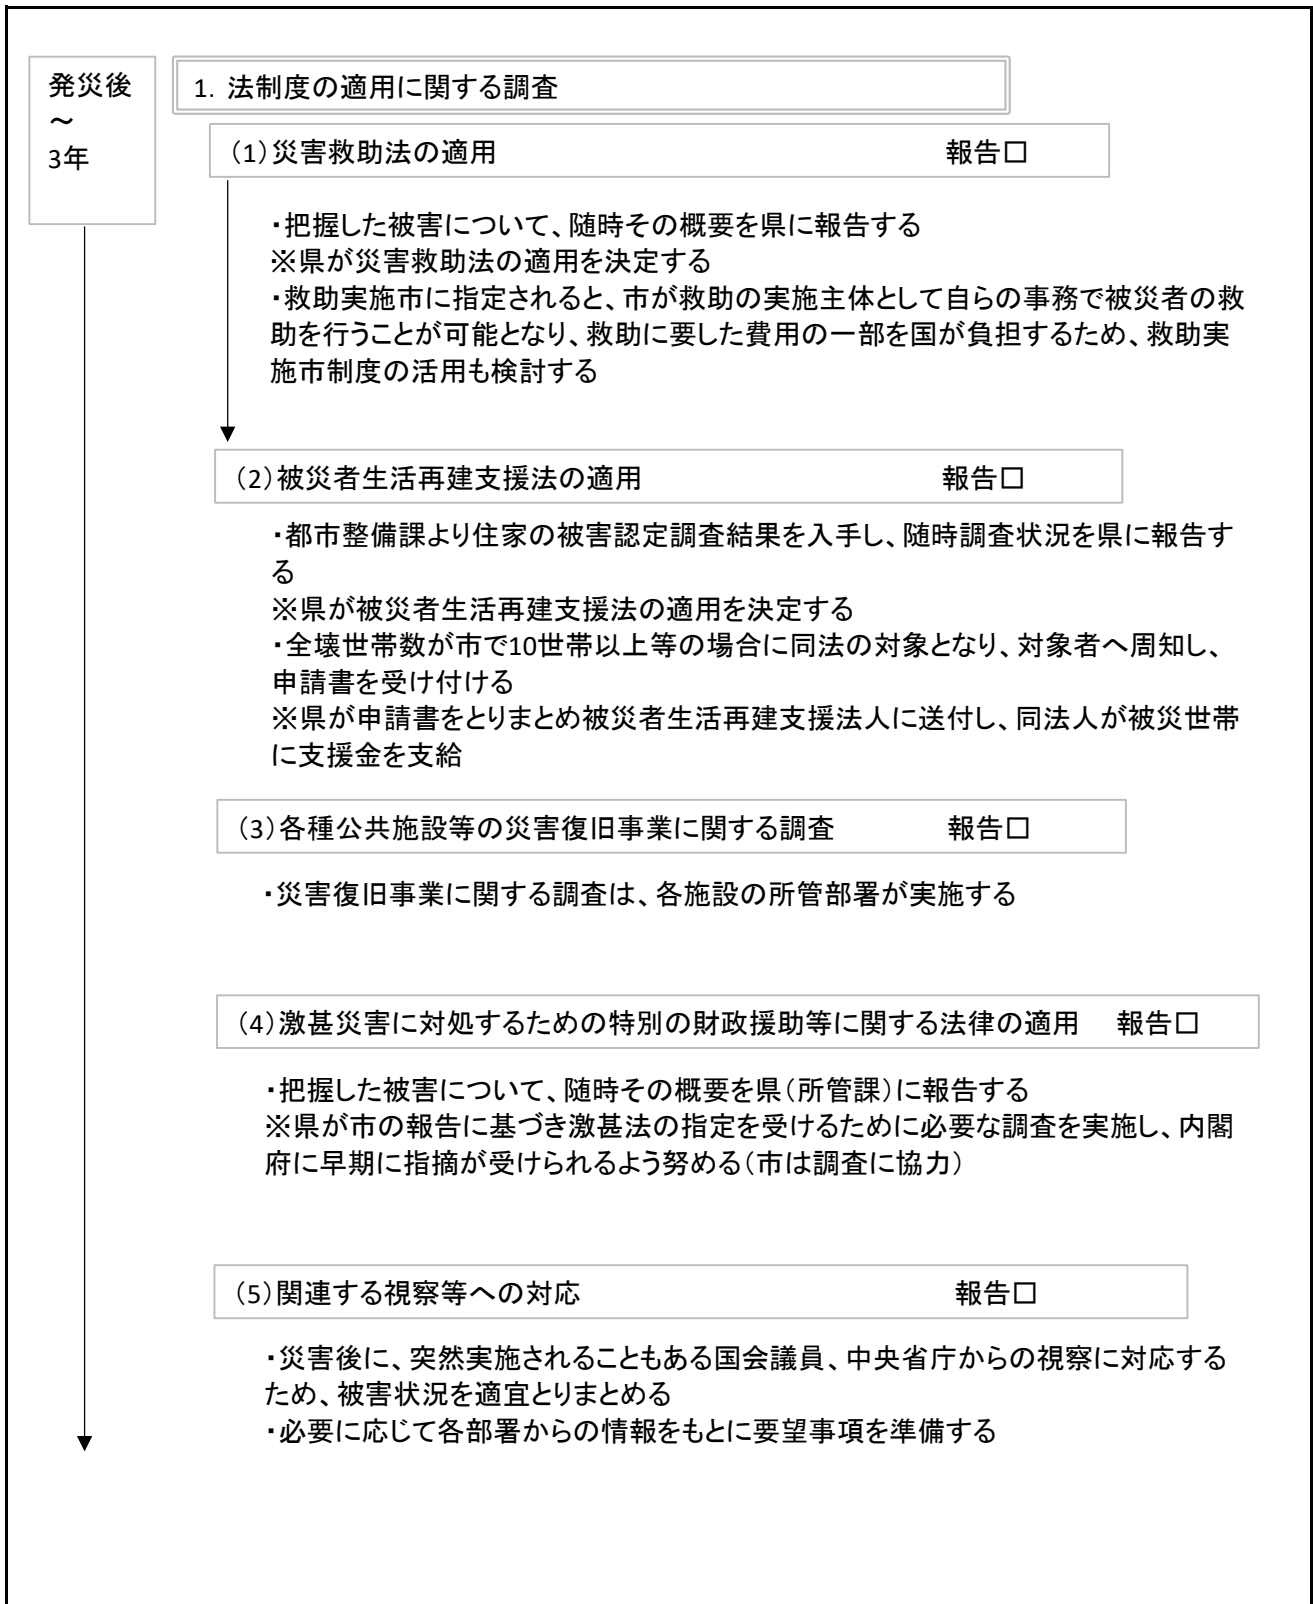 発災後
～
3年
1. 法制度の適用に関する調査
（1）災害救助法の適用　報告□
・把握した被害について、随時その概要を県に報告する
※県が災害救助法の適用を決定する
・救助実施市に指定されると、市が救助の実施主体として自らの事務で被災者の救
助を行うことが可能となり、救助に要した費用の一部を国が負担するため、救助実
施市制度の活用も検討する
（2）被災者生活再建支援法の適用　報告□
・都市整備課より住家の被害認定調査結果を入手し、随時調査状況を県に報告す
る
※県が被災者生活再建支援法の適用を決定する
・全壊世帯数が市で10世帯以上等の場合に同法の対象となり、対象者へ周知し、
申請書を受け付ける
※県が申請書をとりまとめ被災者生活再建支援法人に送付し、同法人が被災世帯
に支援金を支給
（3）各種公共施設等の災害復旧事業に関する調査　報告□
・災害復旧事業に関する調査は、各施設の所管部署が実施する
（4）激甚災害に対処するための特別の財政援助等に関する法律の適用　報告□
・把握した被害について、随時その概要を県（所管課）に報告する
※県が市の報告に基づき激甚法の指定を受けるために必要な調査を実施し、内閣
府に早期に指摘が受けられるよう努める（市は調査に協力）
（5）関連する視察等への対応　報告□
・災害後に、突然実施されることもある国会議員、中央省庁からの視察に対応する
ため、被害状況を適宜とりまとめる
・必要に応じて各部署からの情報をもとに要望事項を準備する